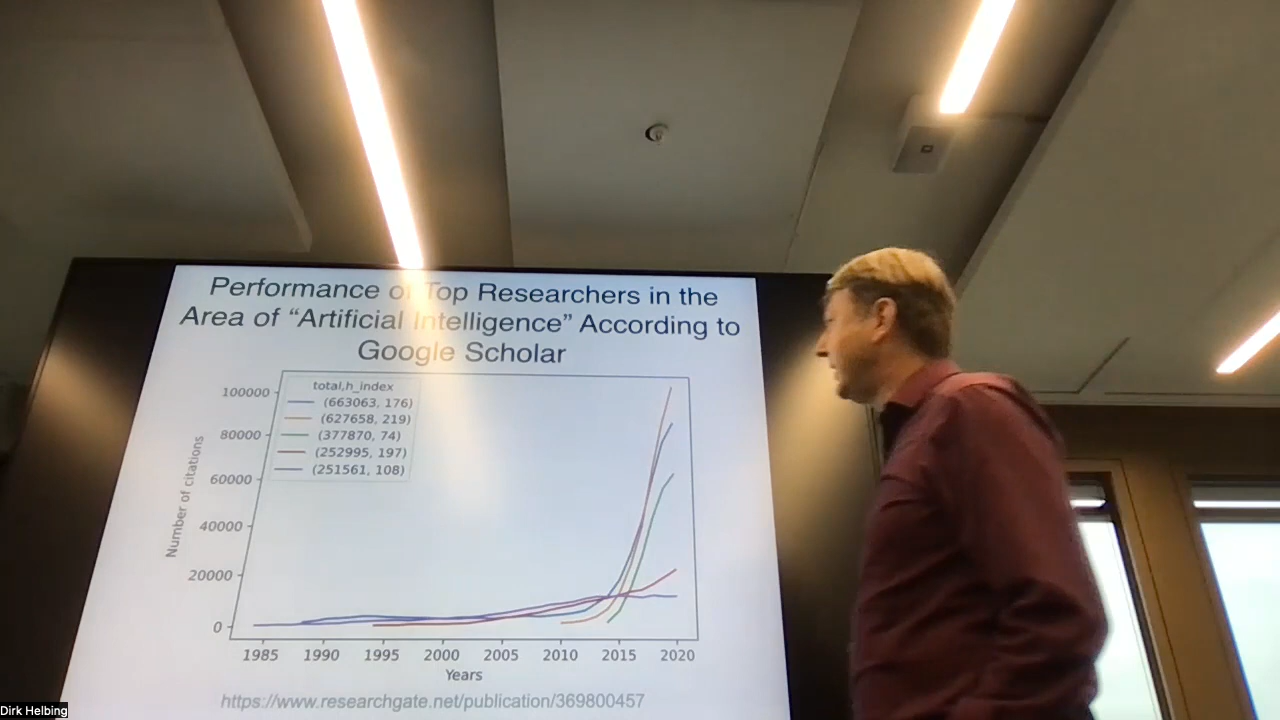 Performance of Top Researchers in the
Area of “Artificial Intelligence” According to
Google Scholar
total,h_index
(663063, 176)
(627658, 219)
(377870, 74)
(252995, 197)
(251561, 108)
Number of citations
100000
80000
60000
40000
20000
0
1985 1990 1995 2000 2005 2010 2015 2020
Years
https://www.researchgate.net/publication/369800457
Dirk Helbing